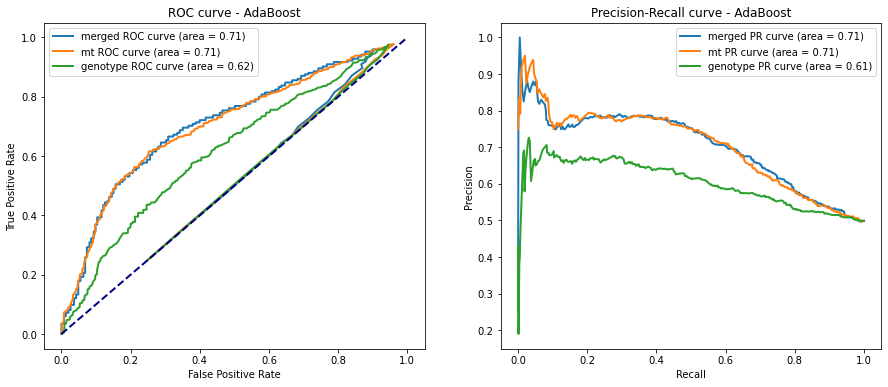 ROC curve - AdaBoost
merged ROC curve (area = 0.71)
mt ROC curve (area = 0.71)
genotype ROC curve (area = 0.62)
True Positive Rate
1.0
0.8
0.6
0.4
0.2
0.0
0.0 0.2 0.4 0.6 0.8 1.0
False Positive Rate
Precision-Recall curve - AdaBoost
merged PR curve (area = 0.71)
mt PR curve (area = 0.71)
genotype PR curve (area = 0.61)
Precision
1.0
0.9
0.8
0.7
0.6
0.5
0.4
0.3
0.2
0.0 0.2 0.4 0.6 0.8 1.0
Recall